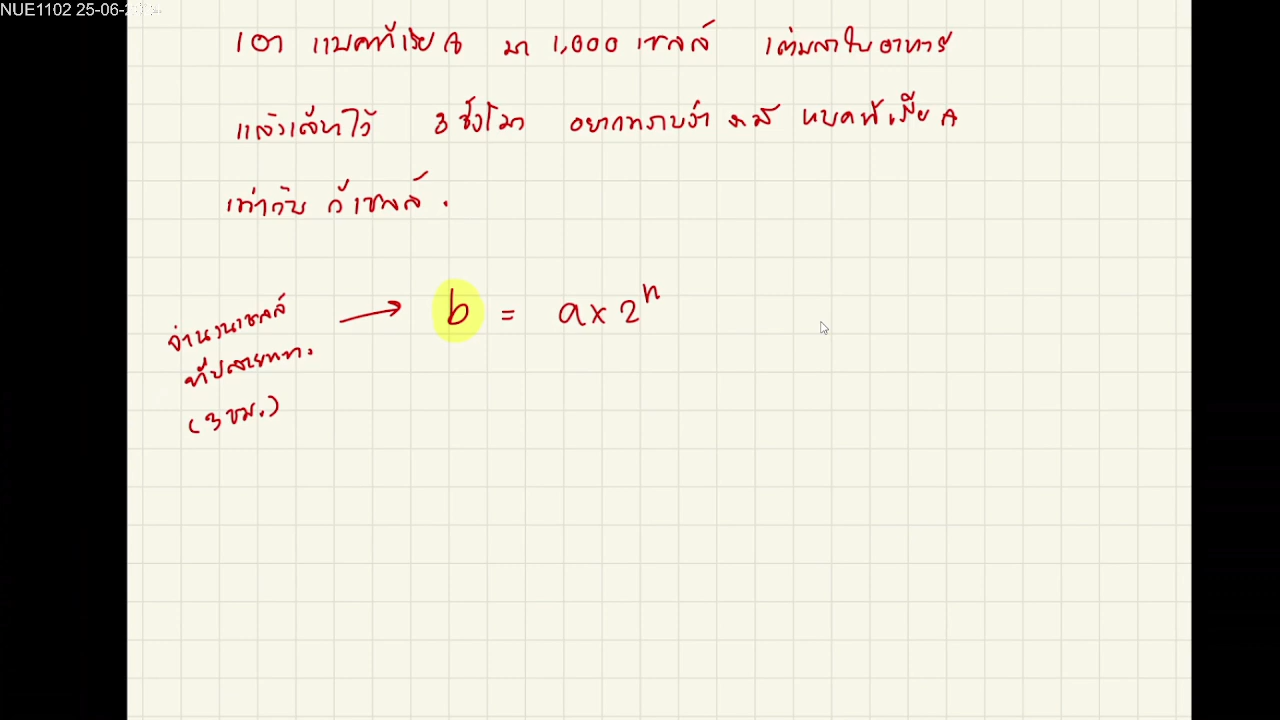 NUE1102 25-06-2
เอา แบคทีเรีย A มา 1,000 เซลล์ เติมลงในอาหาร
แล้วเลี้ยงไว้ 3 ชั่วโมง อยากทราบว่า จะมี แบคทีเรีย A
เท่ากับ กี่เซลล์ .
จำนวนเซลล์
ที่ปลายทาง
(3 ชม.)
→ b = a x 2ⁿ